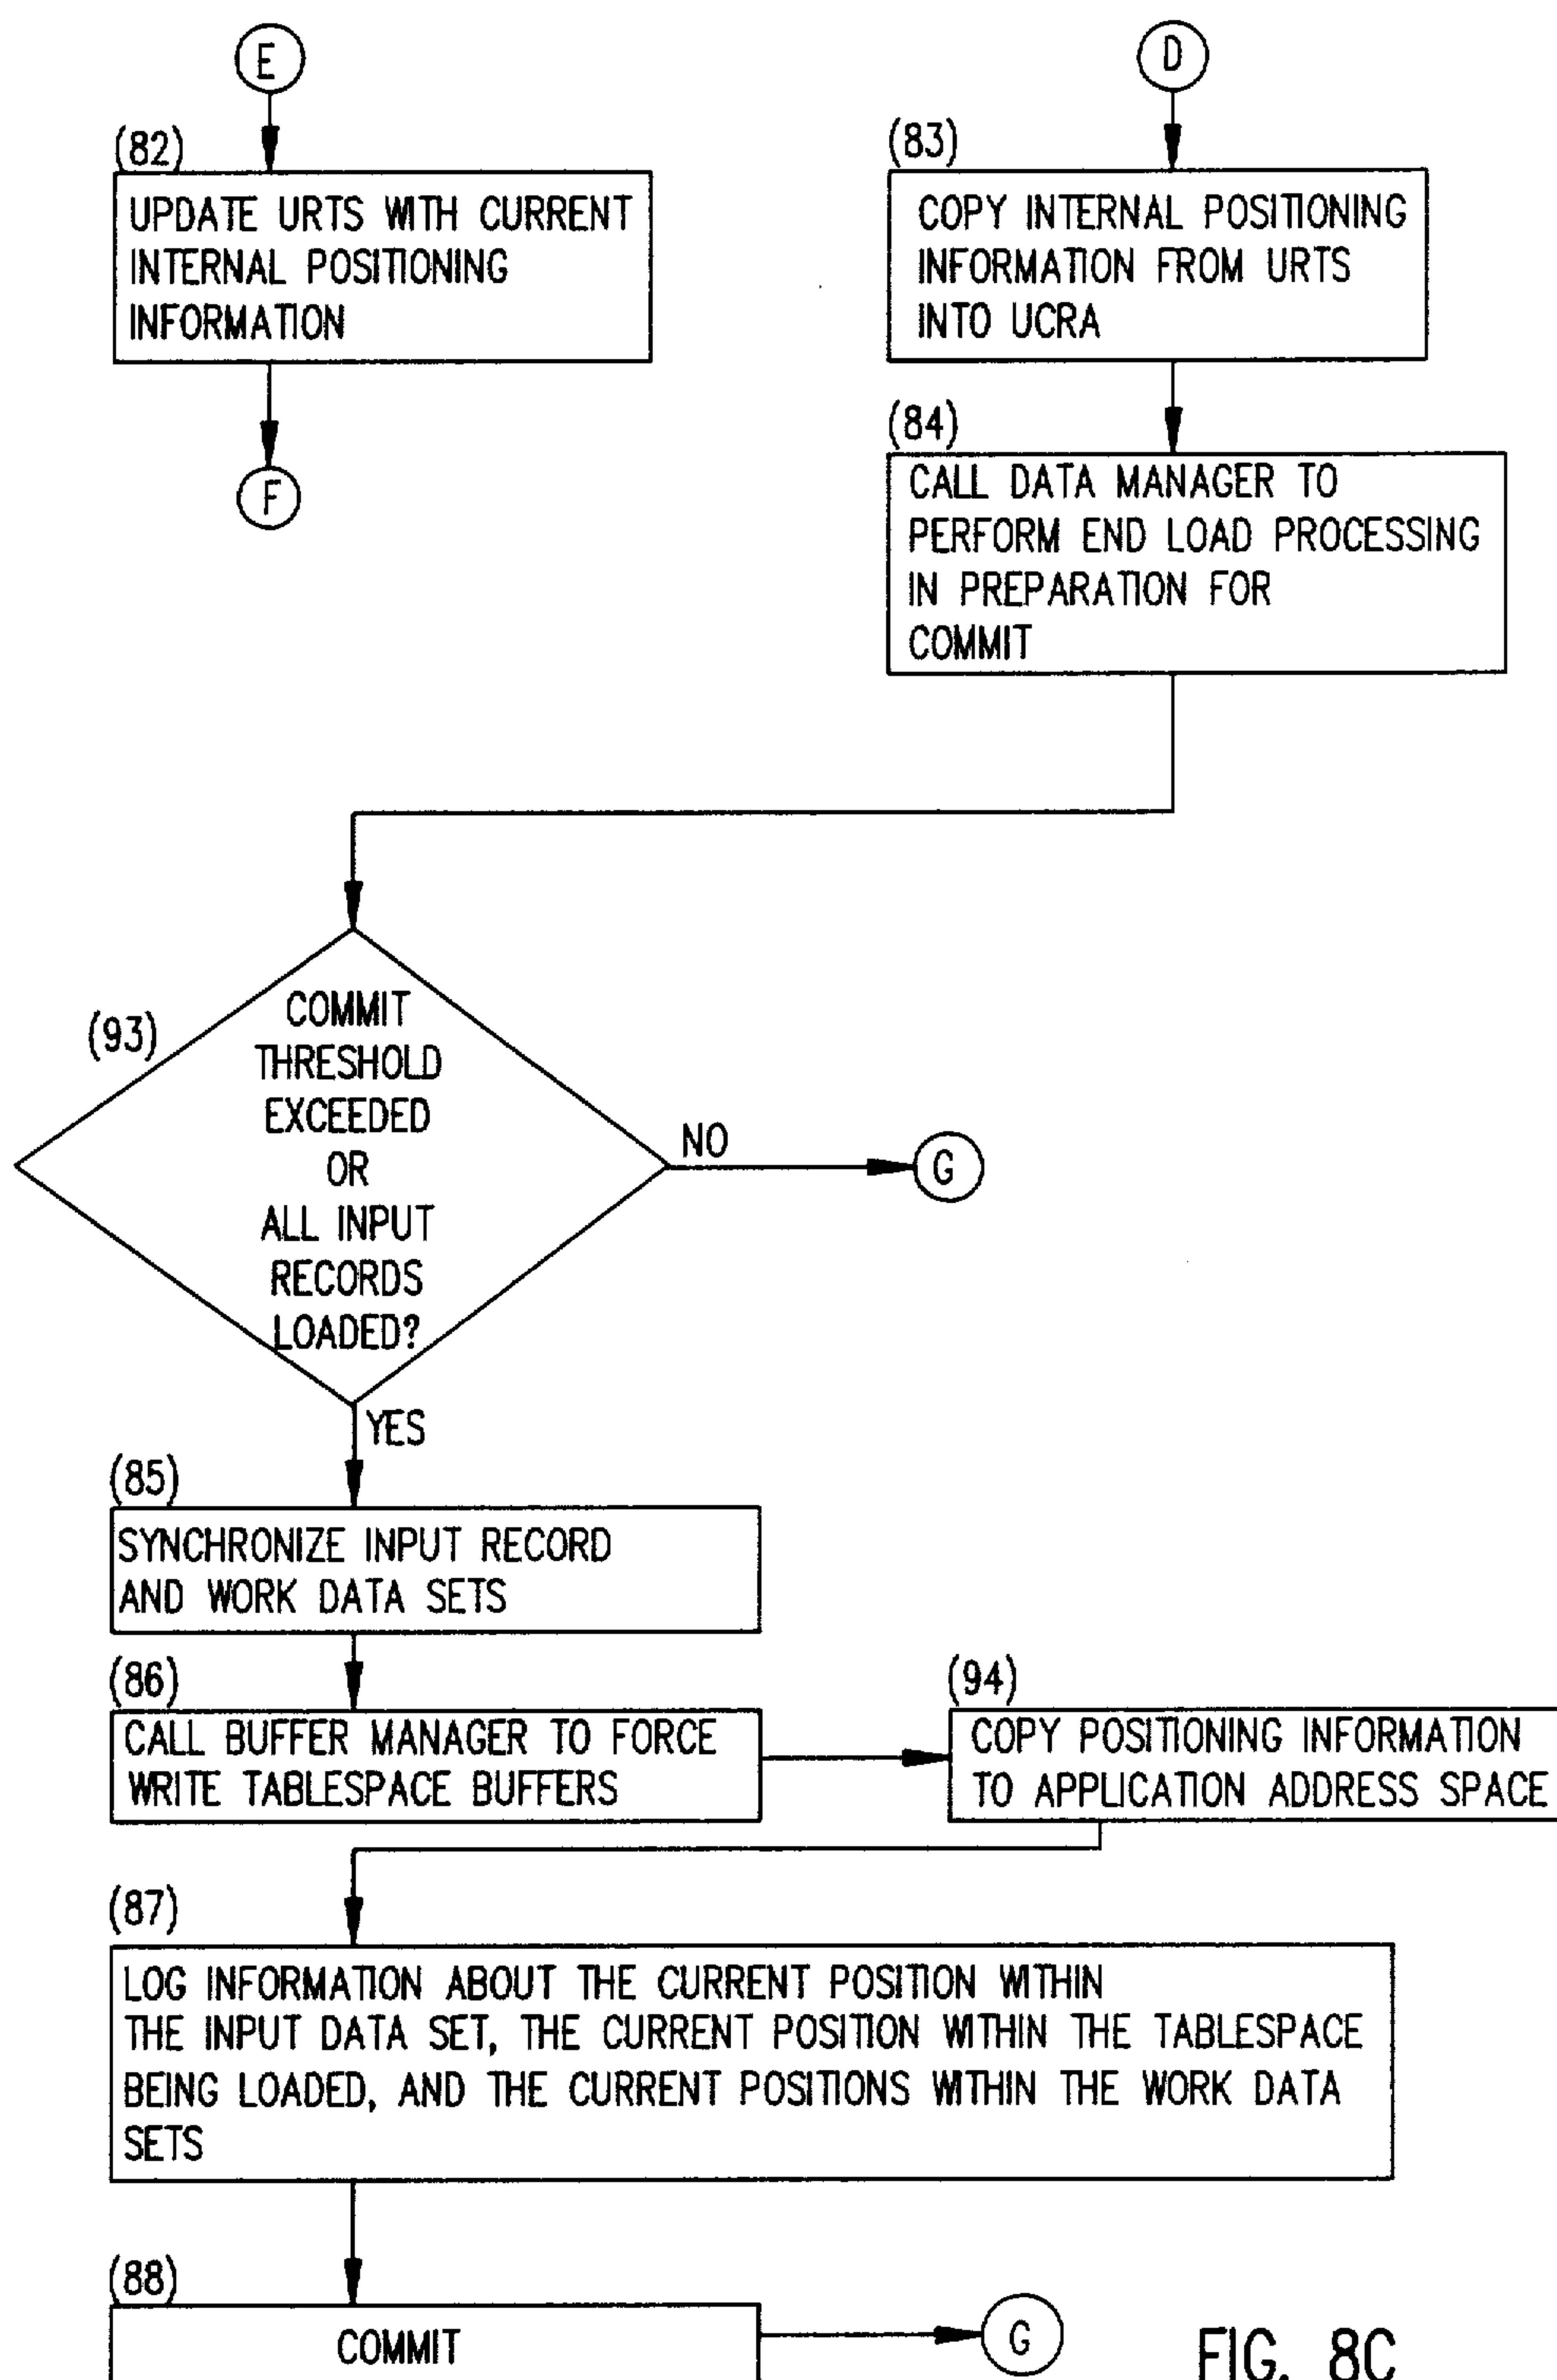 E
(82)
UPDATE URTS WITH CURRENT
INTERNAL POSITIONING
INFORMATION
F
D
(83)
COPY INTERNAL POSITIONING
INFORMATION FROM URTS
INTO UCRA
(84)
CALL DATA MANAGER TO
PERFORM END LOAD PROCESSING
IN PREPARATION FOR
COMMIT
(93)
COMMIT
THRESHOLD
EXCEEDED
OR
ALL INPUT
RECORDS
LOADED?
NO
G
YES
(85)
SYNCHRONIZE INPUT RECORD
AND WORK DATA SETS
(86)
CALL BUFFER MANAGER TO FORCE
WRITE TABLESPACE BUFFERS
(94)
COPY POSITIONING INFORMATION
TO APPLICATION ADDRESS SPACE
(87)
LOG INFORMATION ABOUT THE CURRENT POSITION WITHIN
THE INPUT DATA SET, THE CURRENT POSITION WITHIN THE TABLESPACE
BEING LOADED, AND THE CURRENT POSITIONS WITHIN THE WORK DATA
SETS
(88)
COMMIT
G
FIG. 8C